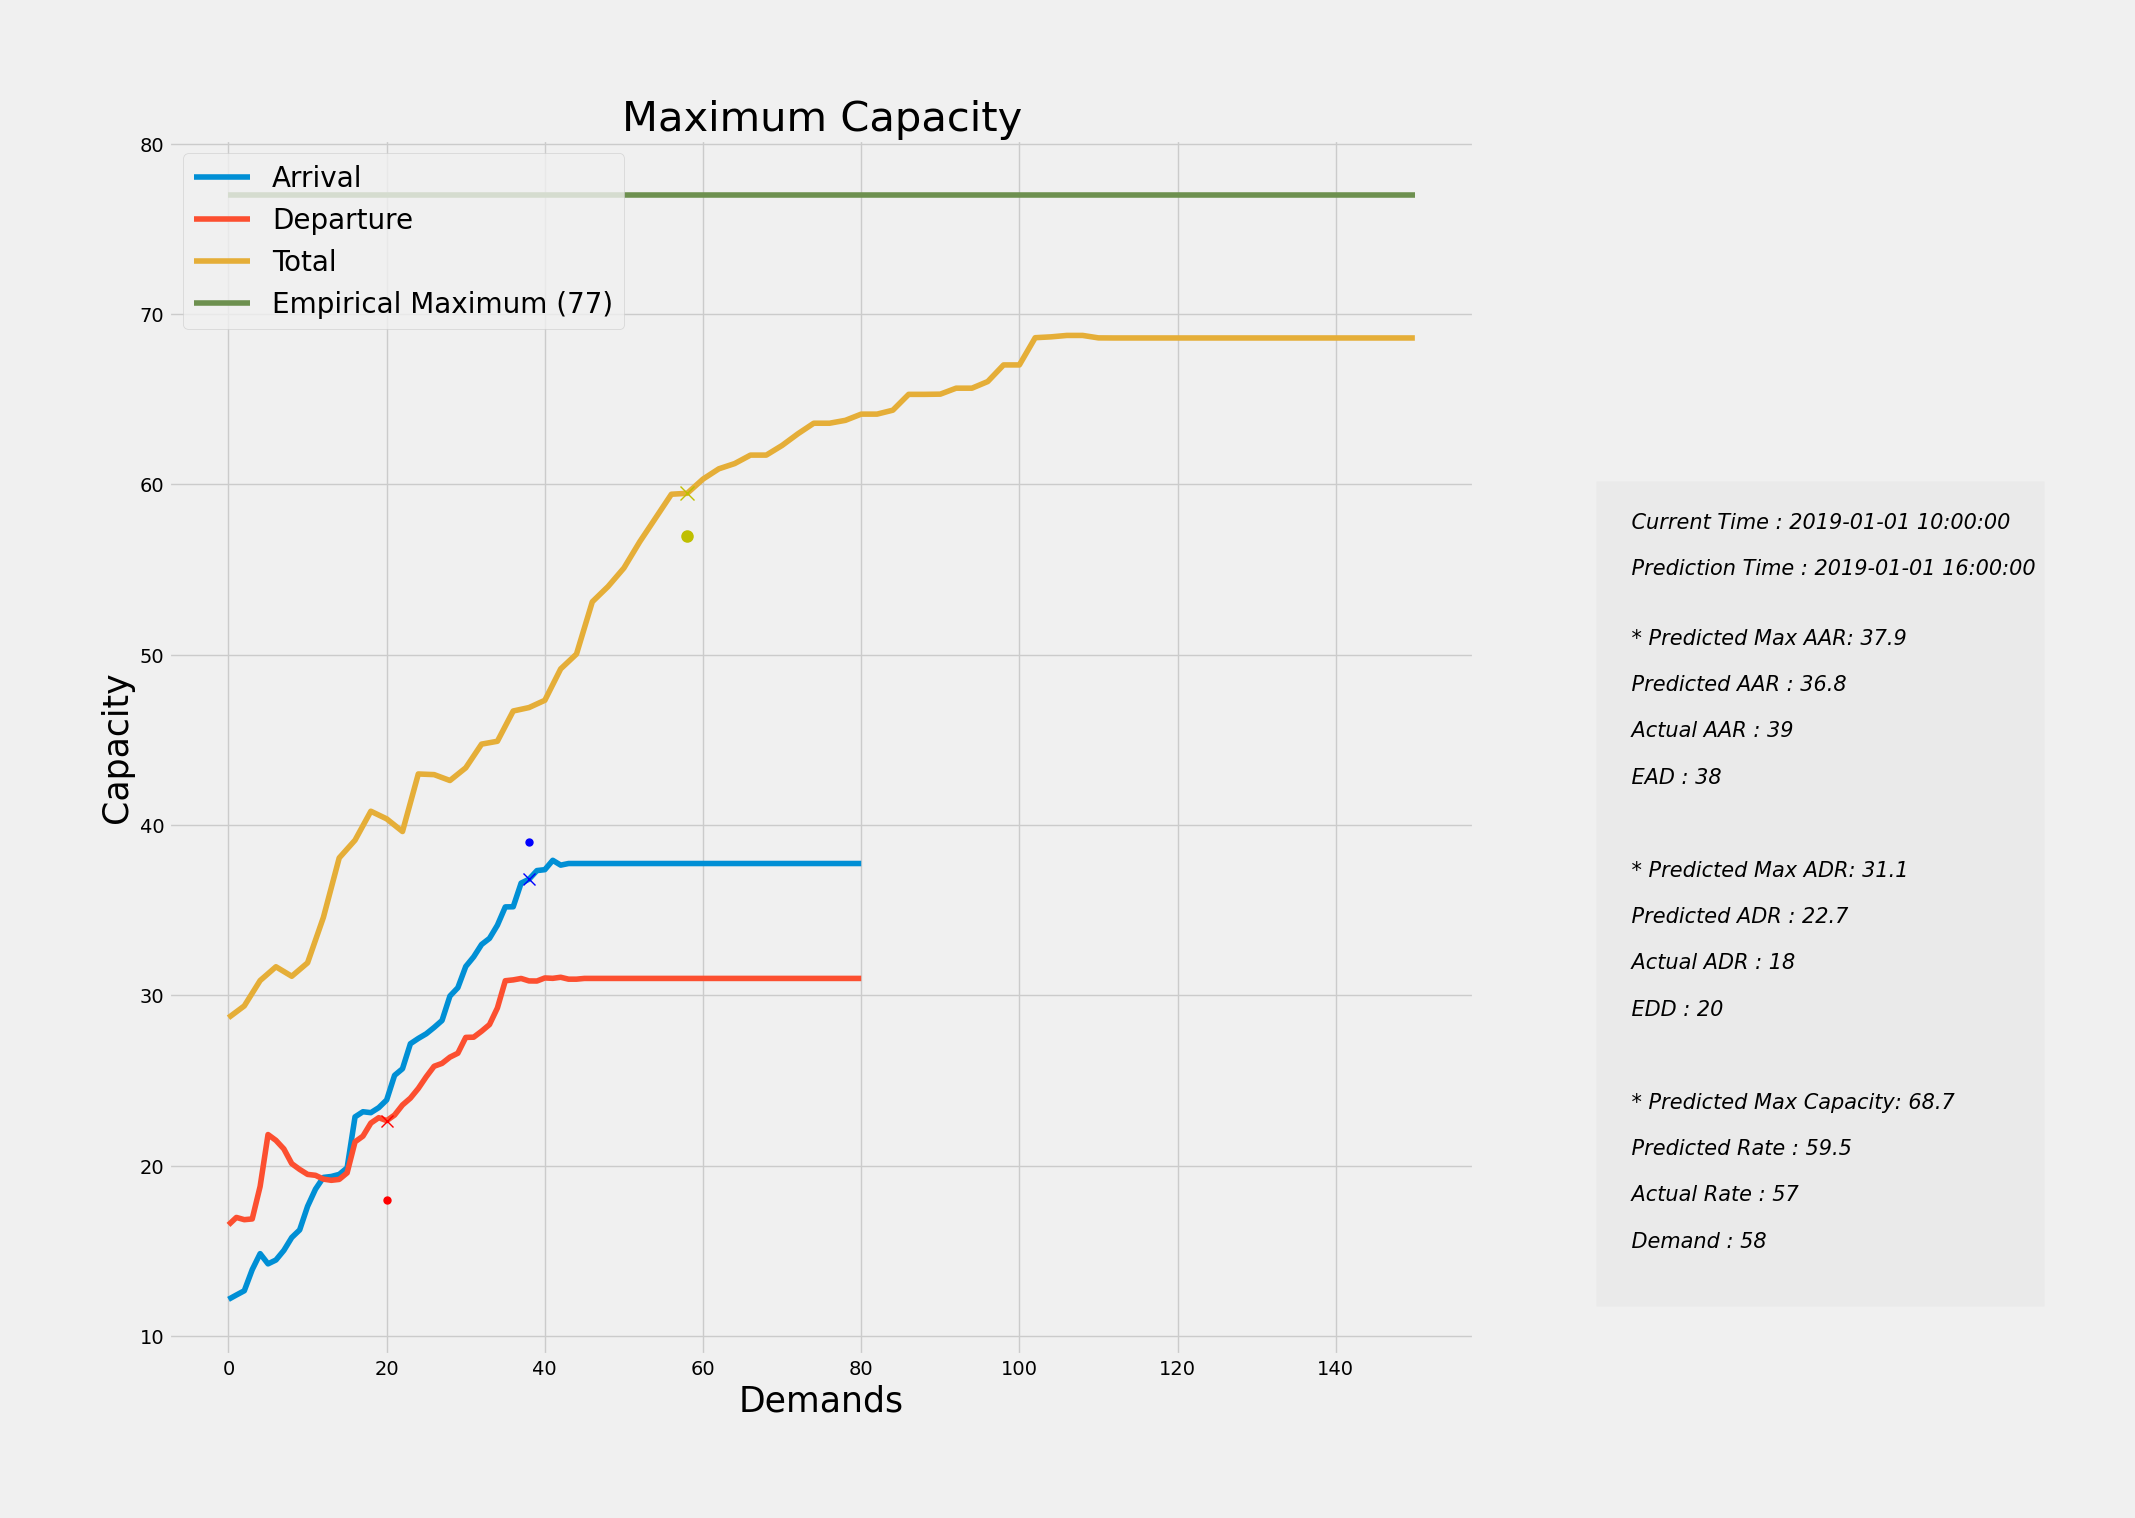 Maximum Capacity
Arrival
Departure
Total
Empirical Maximum (77)
80
70
60
50
40
30
20
10
Capacity
0 20 40 60 80 100 120 140
Demands
Current Time : 2019-01-01 10:00:00
Prediction Time : 2019-01-01 16:00:00
* Predicted Max AAR: 37.9
Predicted AAR : 36.8
Actual AAR : 39
EAD : 38
* Predicted Max ADR: 31.1
Predicted ADR : 22.7
Actual ADR : 18
EDD : 20
* Predicted Max Capacity: 68.7
Predicted Rate : 59.5
Actual Rate : 57
Demand : 58